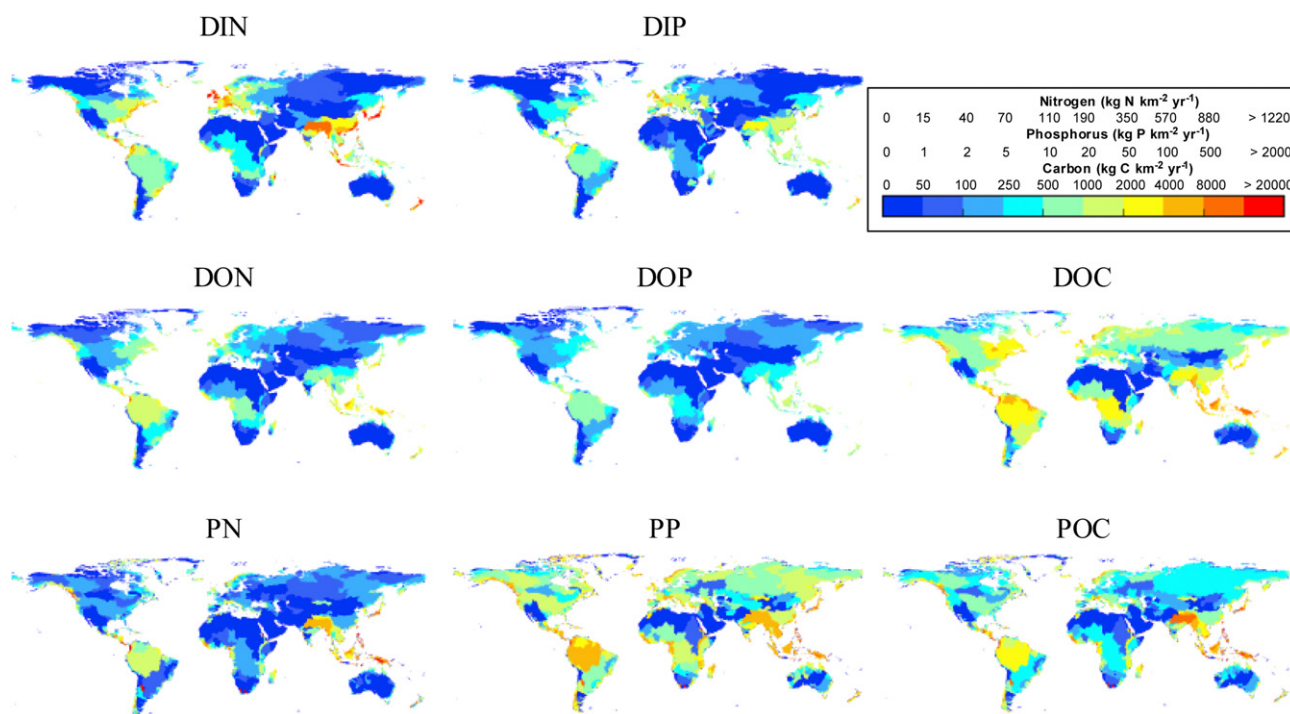 DIN
DIP
Nitrogen (kg N km-2 yr-1)
0 15 40 70 110 190 350 570 880 > 1220
Phosphorus (kg P km-2 yr-1)
0 1 2 5 10 20 50 100 500 > 2000
Carbon (kg C km-2 yr-1)
0 50 100 250 500 1000 2000 4000 8000 > 20000
DON
DOP
DOC
PN
PP
POC